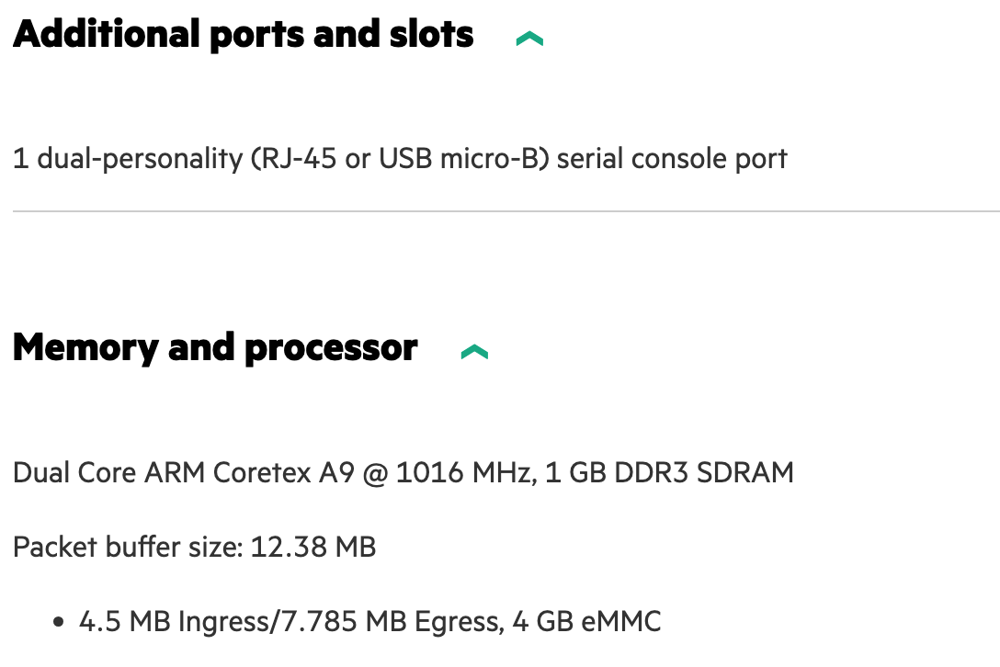 Additional ports and slots
1 dual-personality (RJ-45 or USB micro-B) serial console port
Memory and processor
Dual Core ARM Coretex A9 @ 1016 MHz, 1 GB DDR3 SDRAM
Packet buffer size: 12.38 MB
• 4.5 MB Ingress/7.785 MB Egress, 4 GB eMMC